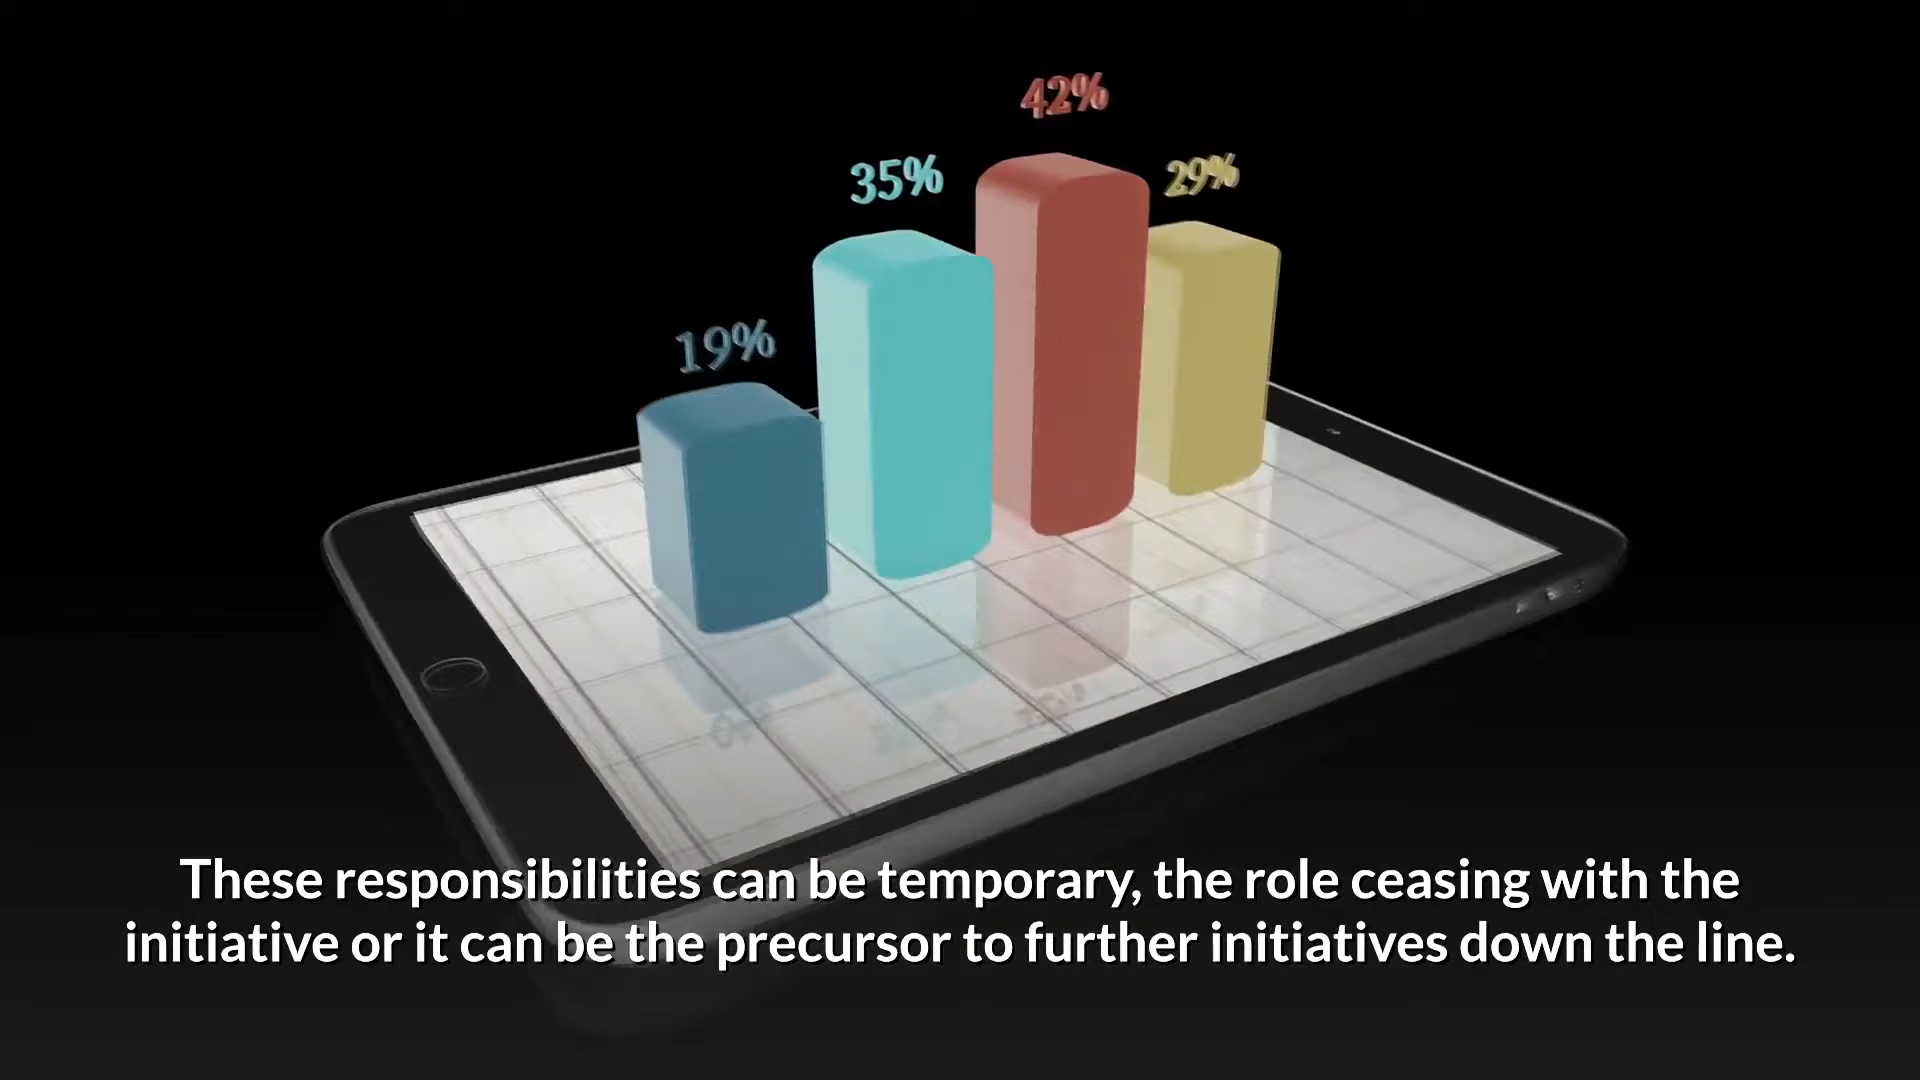 42%
35%
29%
19%
These responsibilities can be temporary, the role ceasing with the
initiative or it can be the precursor to further initiatives down the line.